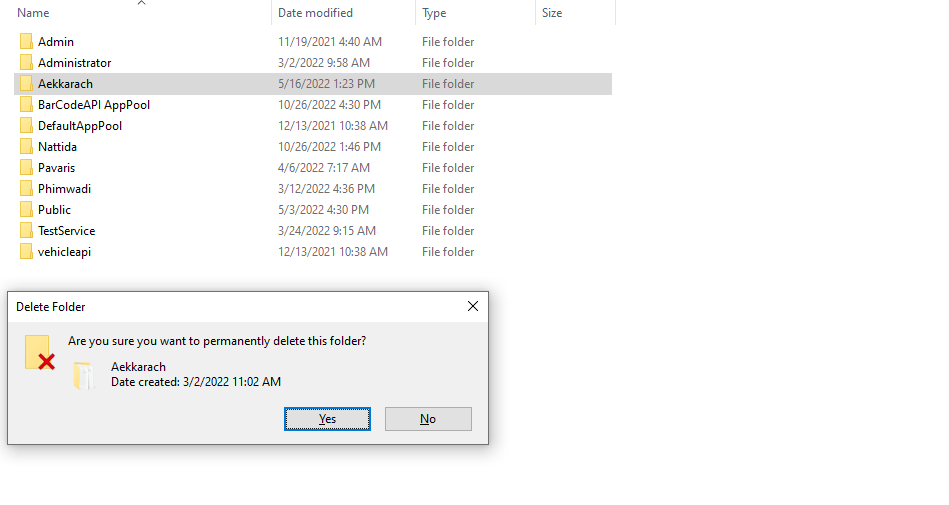 Name Date modified Type Size
Admin 11/19/2021 4:40 AM File folder
Administrator 3/2/2022 9:58 AM File folder
Aekkarach 5/16/2022 1:23 PM File folder
BarCodeAPI AppPool 10/26/2022 4:30 PM File folder
DefaultAppPool 12/13/2021 10:38 AM File folder
Nattida 10/26/2022 1:46 PM File folder
Pavaris 4/6/2022 7:17 AM File folder
Phimwadi 3/12/2022 4:36 PM File folder
Public 5/3/2022 4:30 PM File folder
TestService 3/24/2022 9:15 AM File folder
vehicleapi 12/13/2021 10:38 AM File folder
Delete Folder
Are you sure you want to permanently delete this folder?
Aekkarach
Date created: 3/2/2022 11:02 AM
Yes No